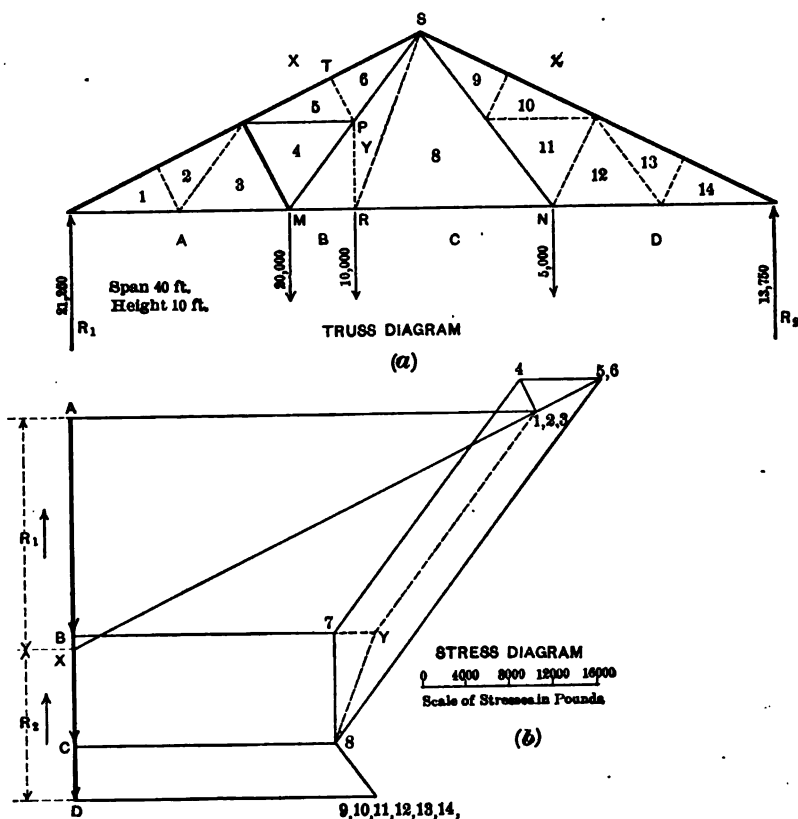 S
X T 6 9 X
5 10
P
Y
1 2 3 4 8 11 12 13 14
M R N
A B C D
21,250
20,000
10,000
5,000
13,750
Span 40 ft.
Height 10 ft.
R₁
R₂
TRUSS DIAGRAM
(a)
4 5,6
A
1,2,3
R₁
B 7 Y
X
STRESS DIAGRAM
0 4000 8000 12000 16000
Scale of Stresses in Pounds
R₂
C 8
(b)
D 9,10,11,12,13,14,